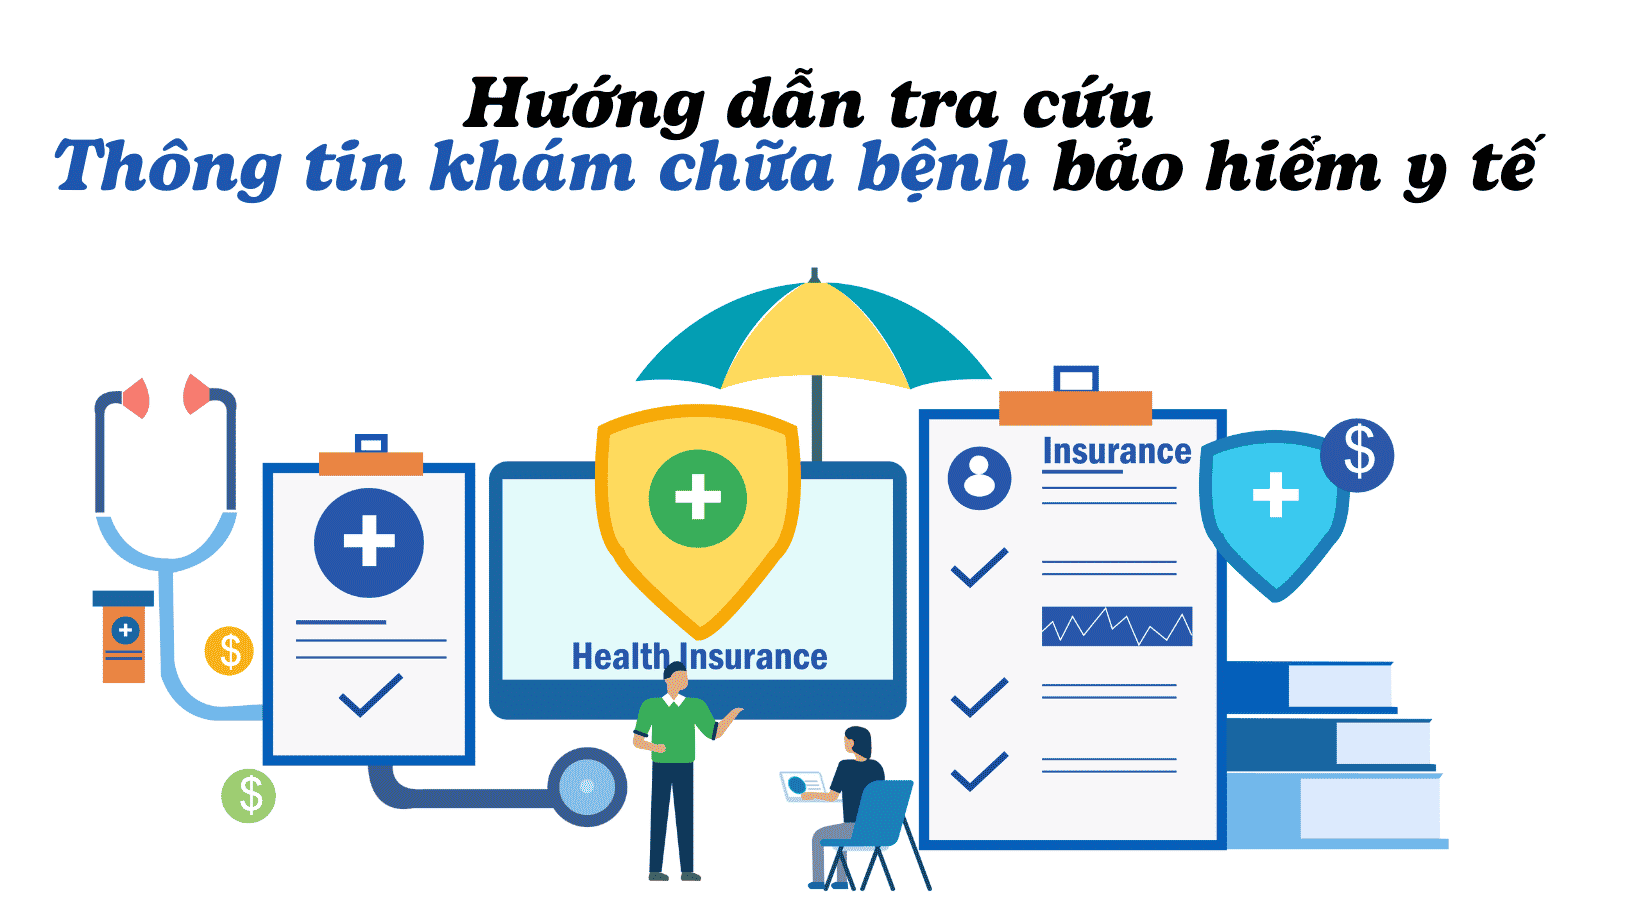 Hướng dẫn tra cứu
Thông tin khám chữa bệnh bảo hiểm y tế
Insurance
$
Health Insurance
$
$